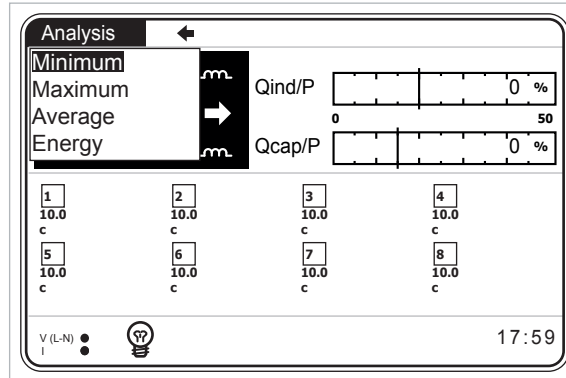 Analysis
Minimum
Maximum
Average
Energy
Qind/P
0 %
0 50
Qcap/P
0 %
1 2 3 4
10.0 10.0 10.0 10.0
c c c c
5 6 7 8
10.0 10.0 10.0 10.0
c c c c
V (L-N)
I
17:59